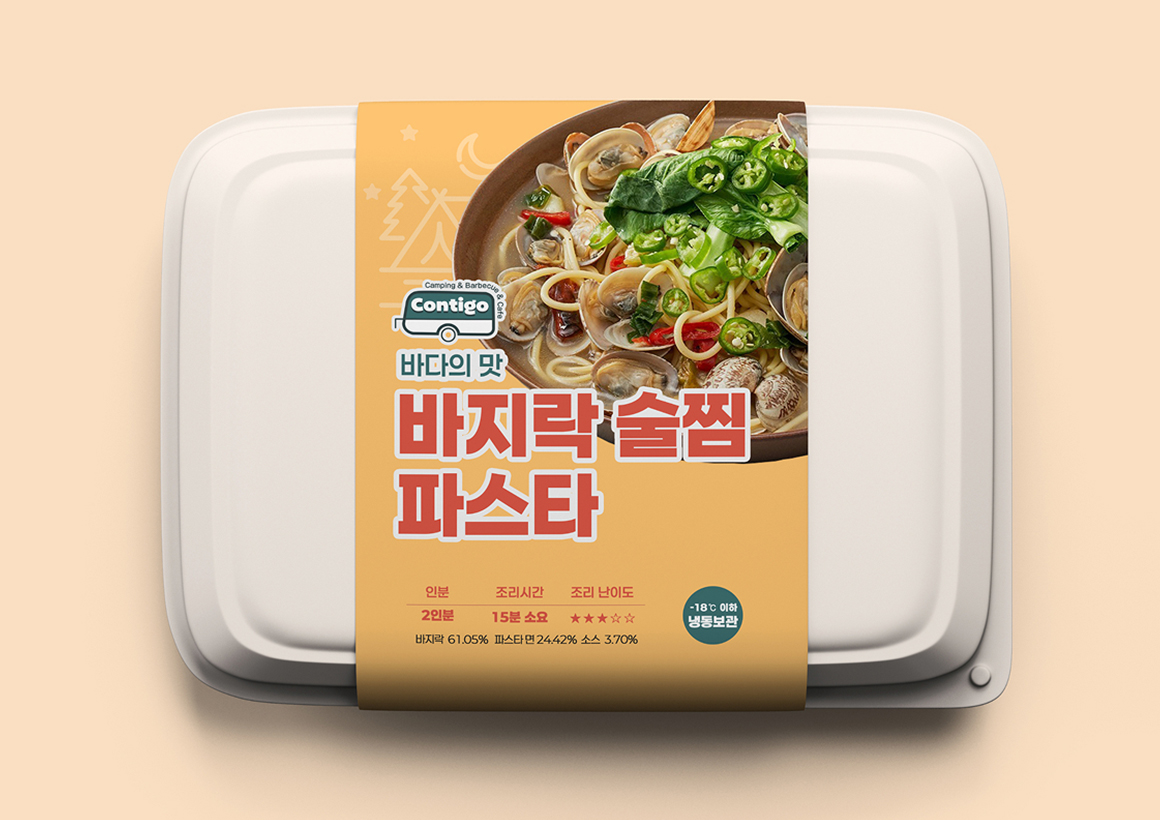 Camping & Barbecue & Cafe
Contigo
바다의 맛
바지락 술찜
파스타
인분 조리시간 조리 난이도
2인분 15분 소요 ★★★☆☆
바지락 61.05% 파스타면 24.42% 소스 3.70%
-18℃ 이하
냉동보관